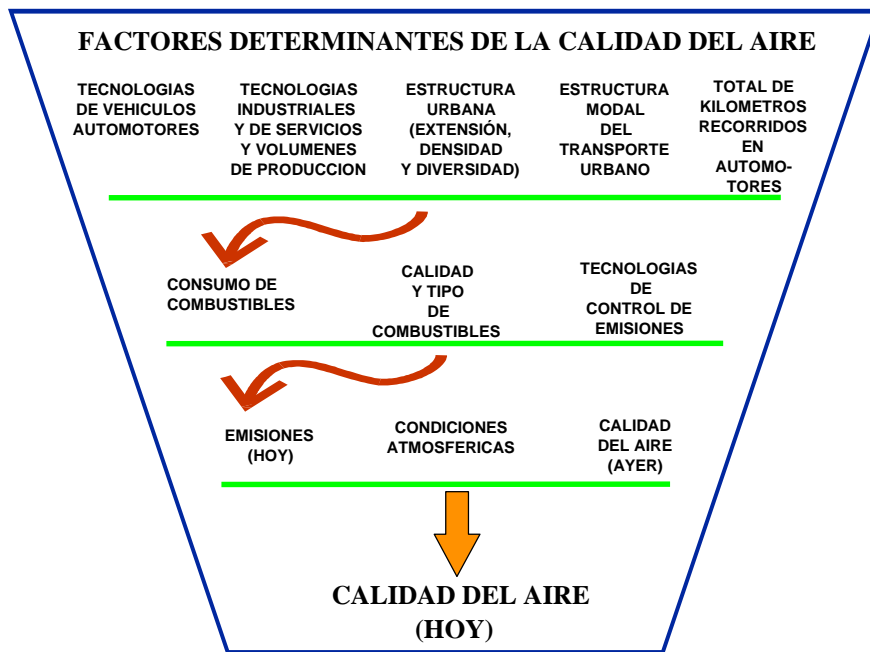 FACTORES DETERMINANTES DE LA CALIDAD DEL AIRE
TECNOLOGIAS
DE VEHICULOS
AUTOMOTORES
TECNOLOGIAS
INDUSTRIALES
Y DE SERVICIOS
Y VOLUMENES
DE PRODUCCION
ESTRUCTURA
URBANA
(EXTENSIÓN,
DENSIDAD
Y DIVERSIDAD)
ESTRUCTURA
MODAL
DEL
TRANSPORTE
URBANO
TOTAL DE
KILOMETROS
RECORRIDOS
EN
AUTOMO-
TORES
CONSUMO DE
COMBUSTIBLES
CALIDAD
Y TIPO
DE
COMBUSTIBLES
TECNOLOGIAS
DE
CONTROL DE
EMISIONES
EMISIONES
(HOY)
CONDICIONES
ATMOSFERICAS
CALIDAD
DEL AIRE
(AYER)
CALIDAD DEL AIRE
(HOY)